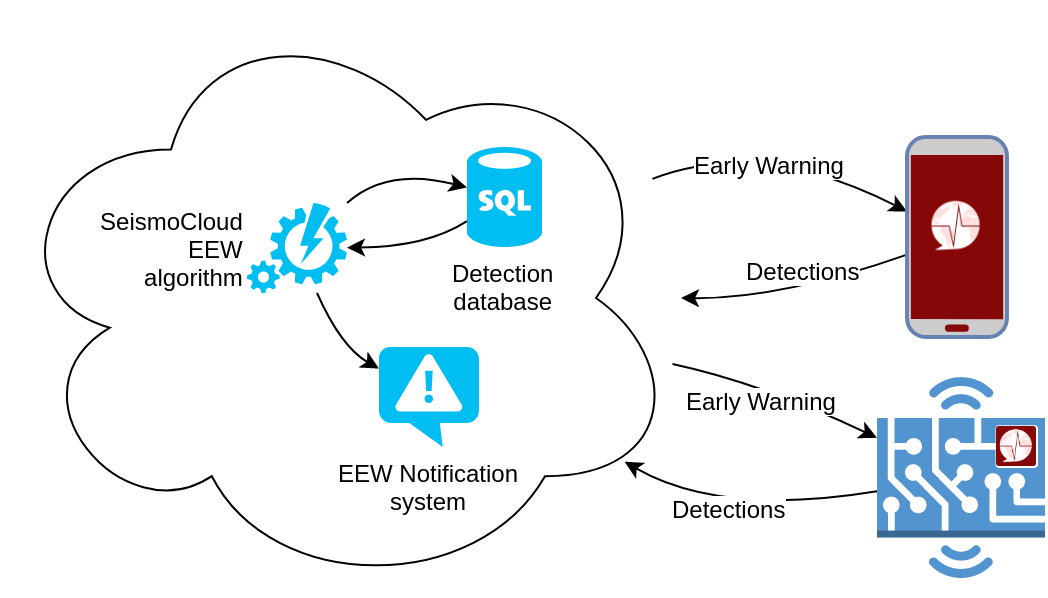 SeismoCloud
EEW
algorithm
SQL
Detection
database
EEW Notification
system
Early Warning
Detections
Early Warning
Detections